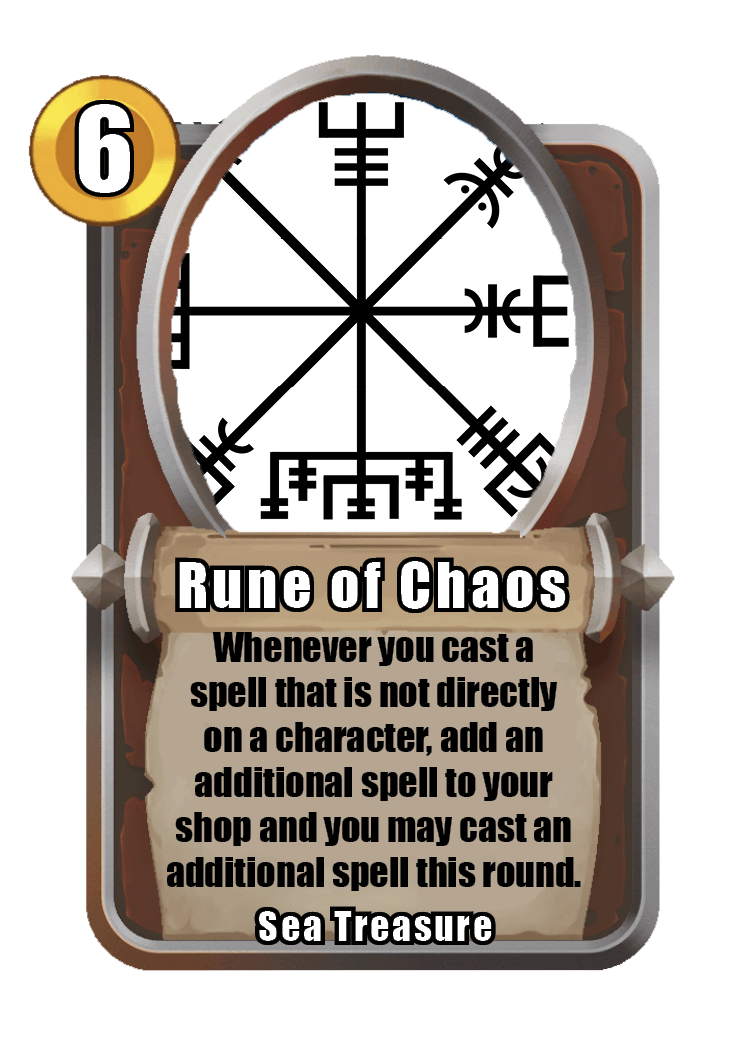 6
Rune of Chaos
Whenever you cast a
spell that is not directly
on a character, add an
additional spell to your
shop and you may cast an
additional spell this round.
Sea Treasure